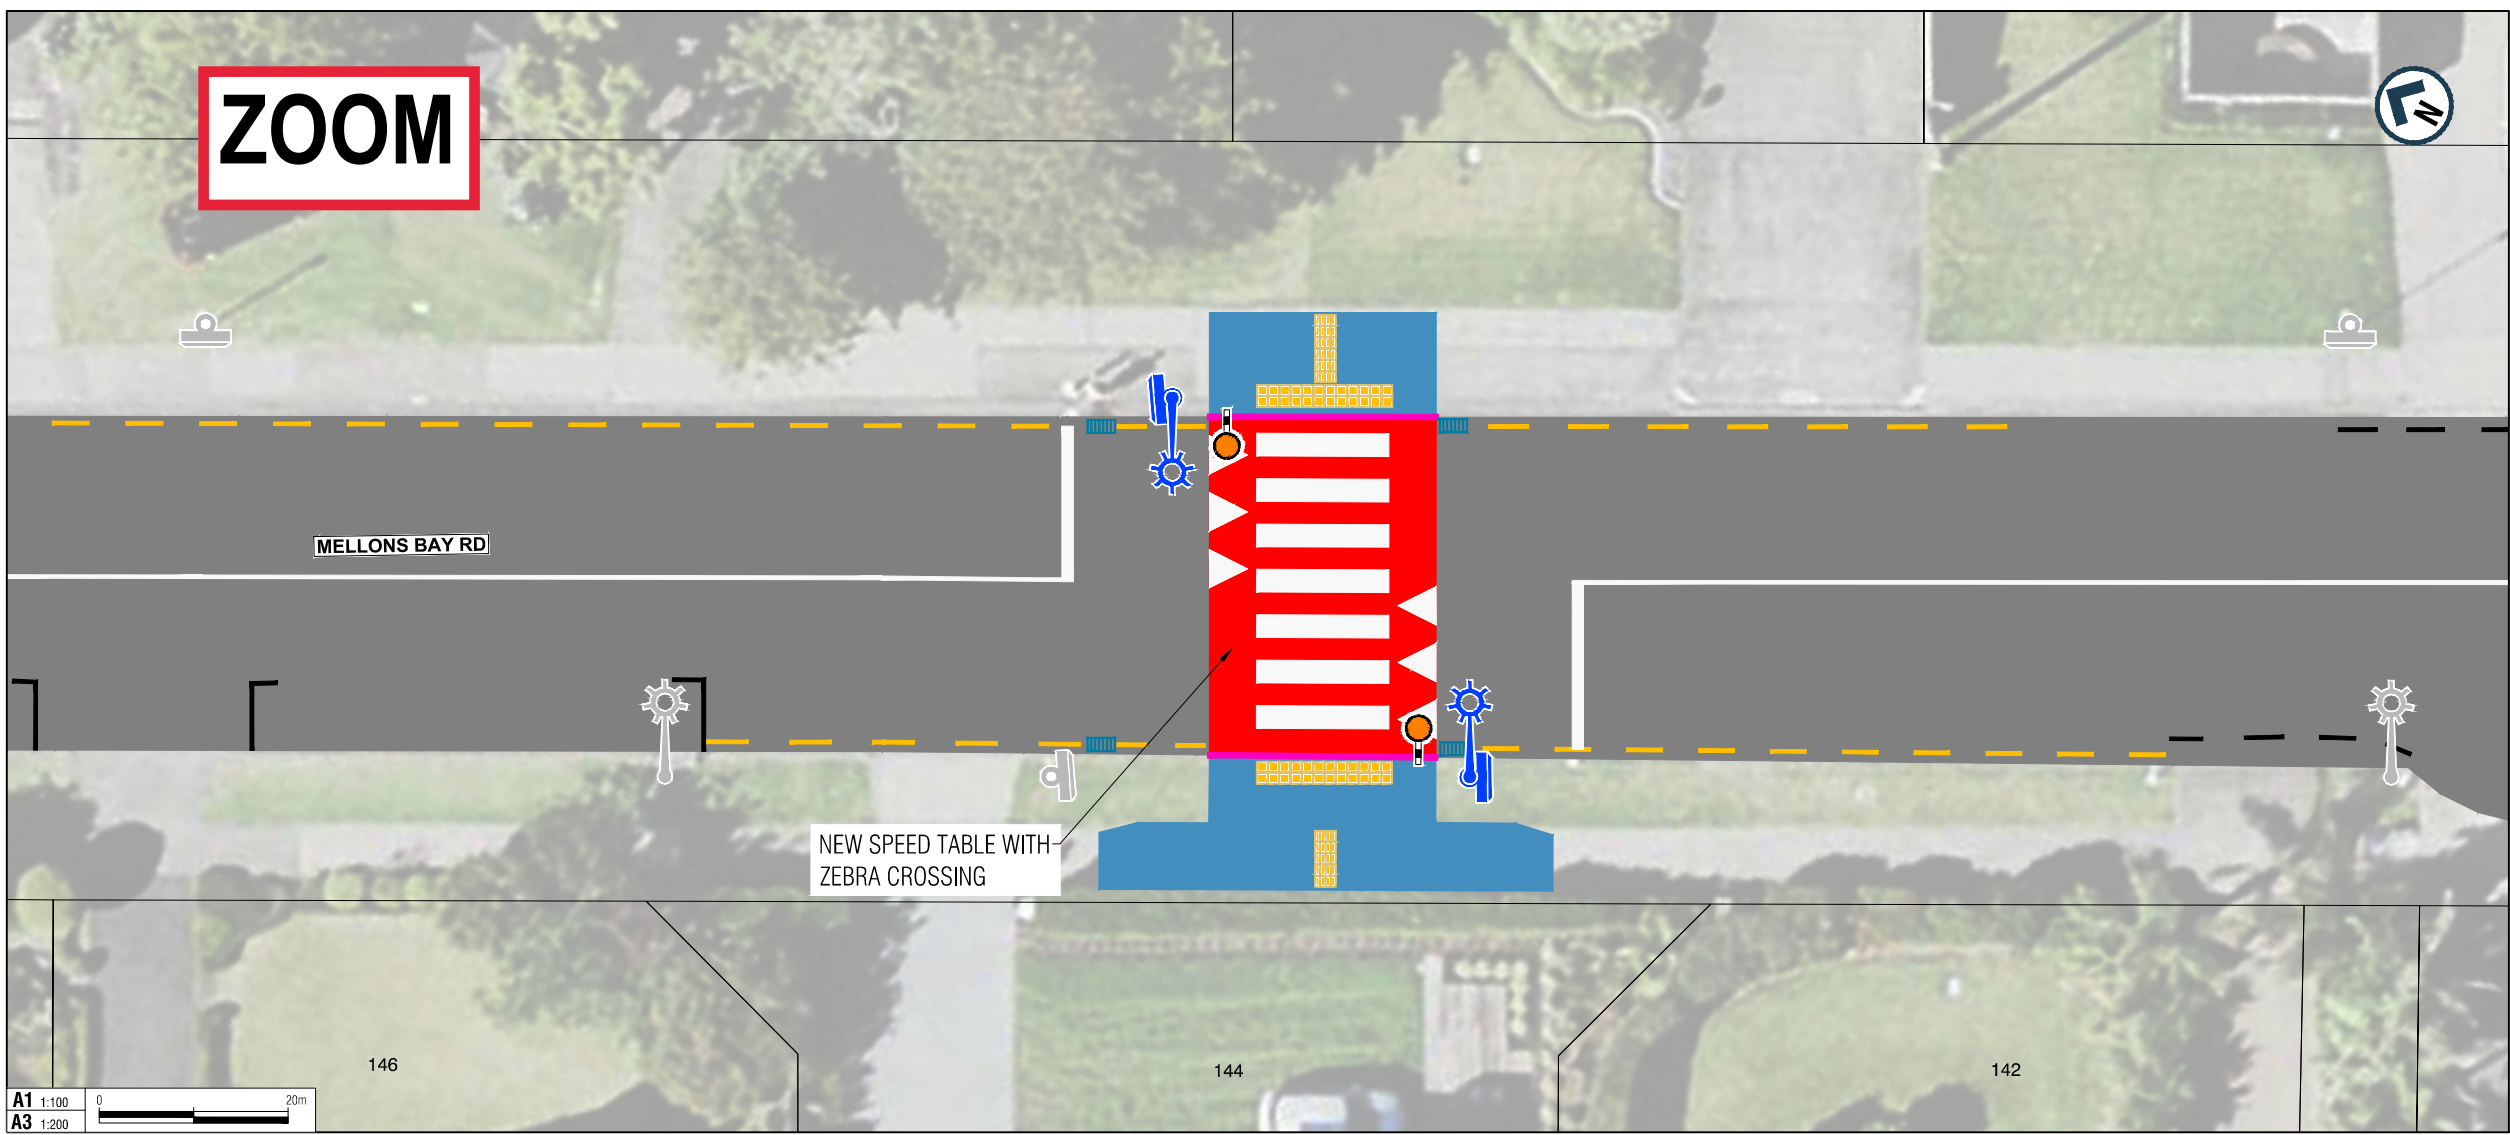 ZOOM
N
MELLONS BAY RD
NEW SPEED TABLE WITH
ZEBRA CROSSING
146
144
142
A1 1:100
A3 1:200
0 20m